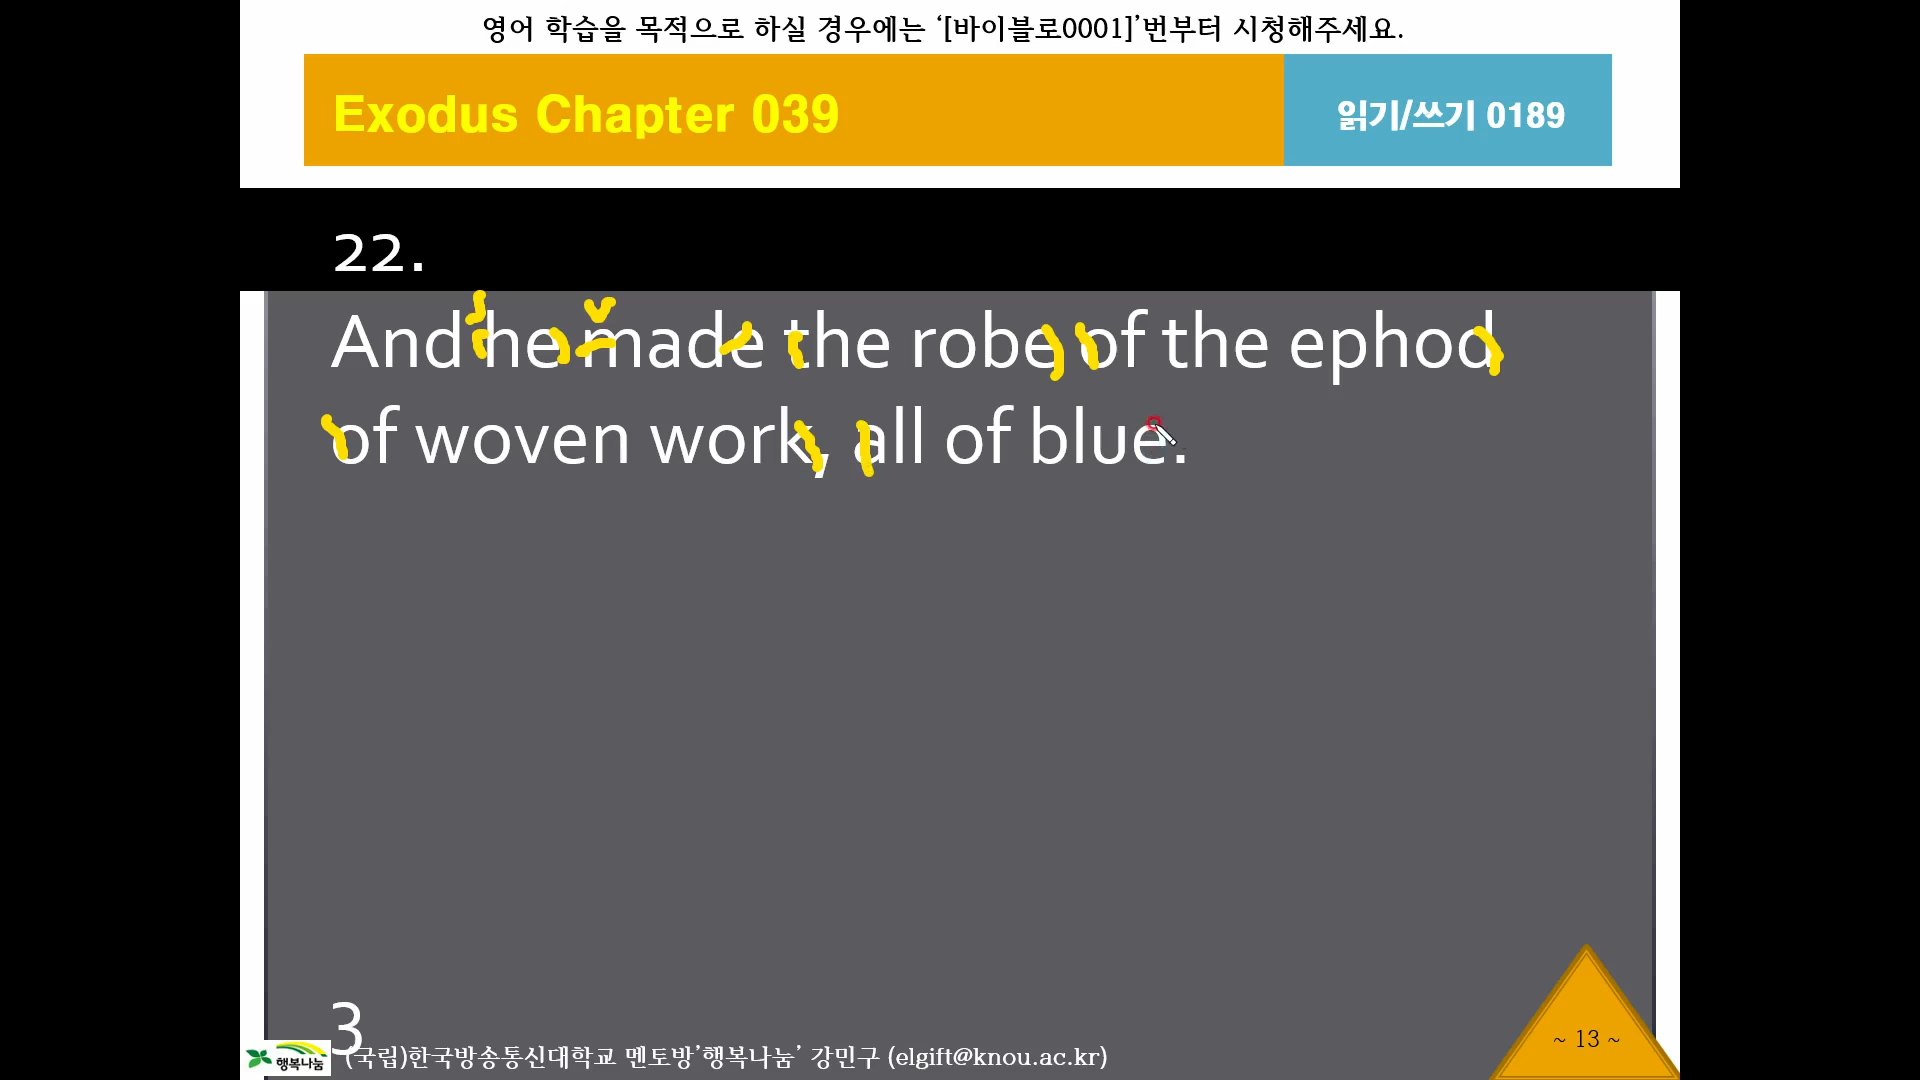 영어 학습을 목적으로 하실 경우에는 ‘[바이블로0001]’번부터 시청해주세요.
Exodus Chapter 039
읽기/쓰기 0189
22.
And he made the robe of the ephod
of woven work, all of blue.
3
행복나눔
(국립)한국방송통신대학교 멘토방’행복나눔’ 강민구 (elgift@knou.ac.kr)
~ 13 ~